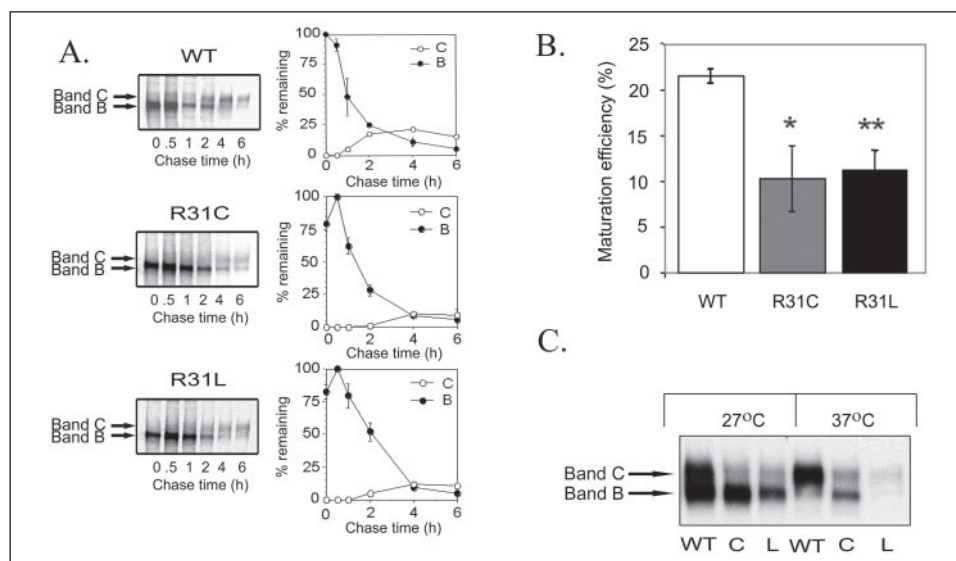 A.
WT
Band C
Band B
0 .5 1 2 4 6
Chase time (h)
% remaining
100
75
50
25
0
C
B
0 2 4 6
Chase time (h)
R31C
Band C
Band B
0 .5 1 2 4 6
Chase time (h)
% remaining
100
75
50
25
0
C
B
0 2 4 6
Chase time (h)
R31L
Band C
Band B
0 .5 1 2 4 6
Chase time (h)
% remaining
100
75
50
25
0
C
B
0 2 4 6
Chase time (h)
B.
Maturation efficiency (%)
25
20
15
10
5
0
*
**
WT R31C R31L
C.
27°C 37°C
Band C
Band B
WT C L WT C L